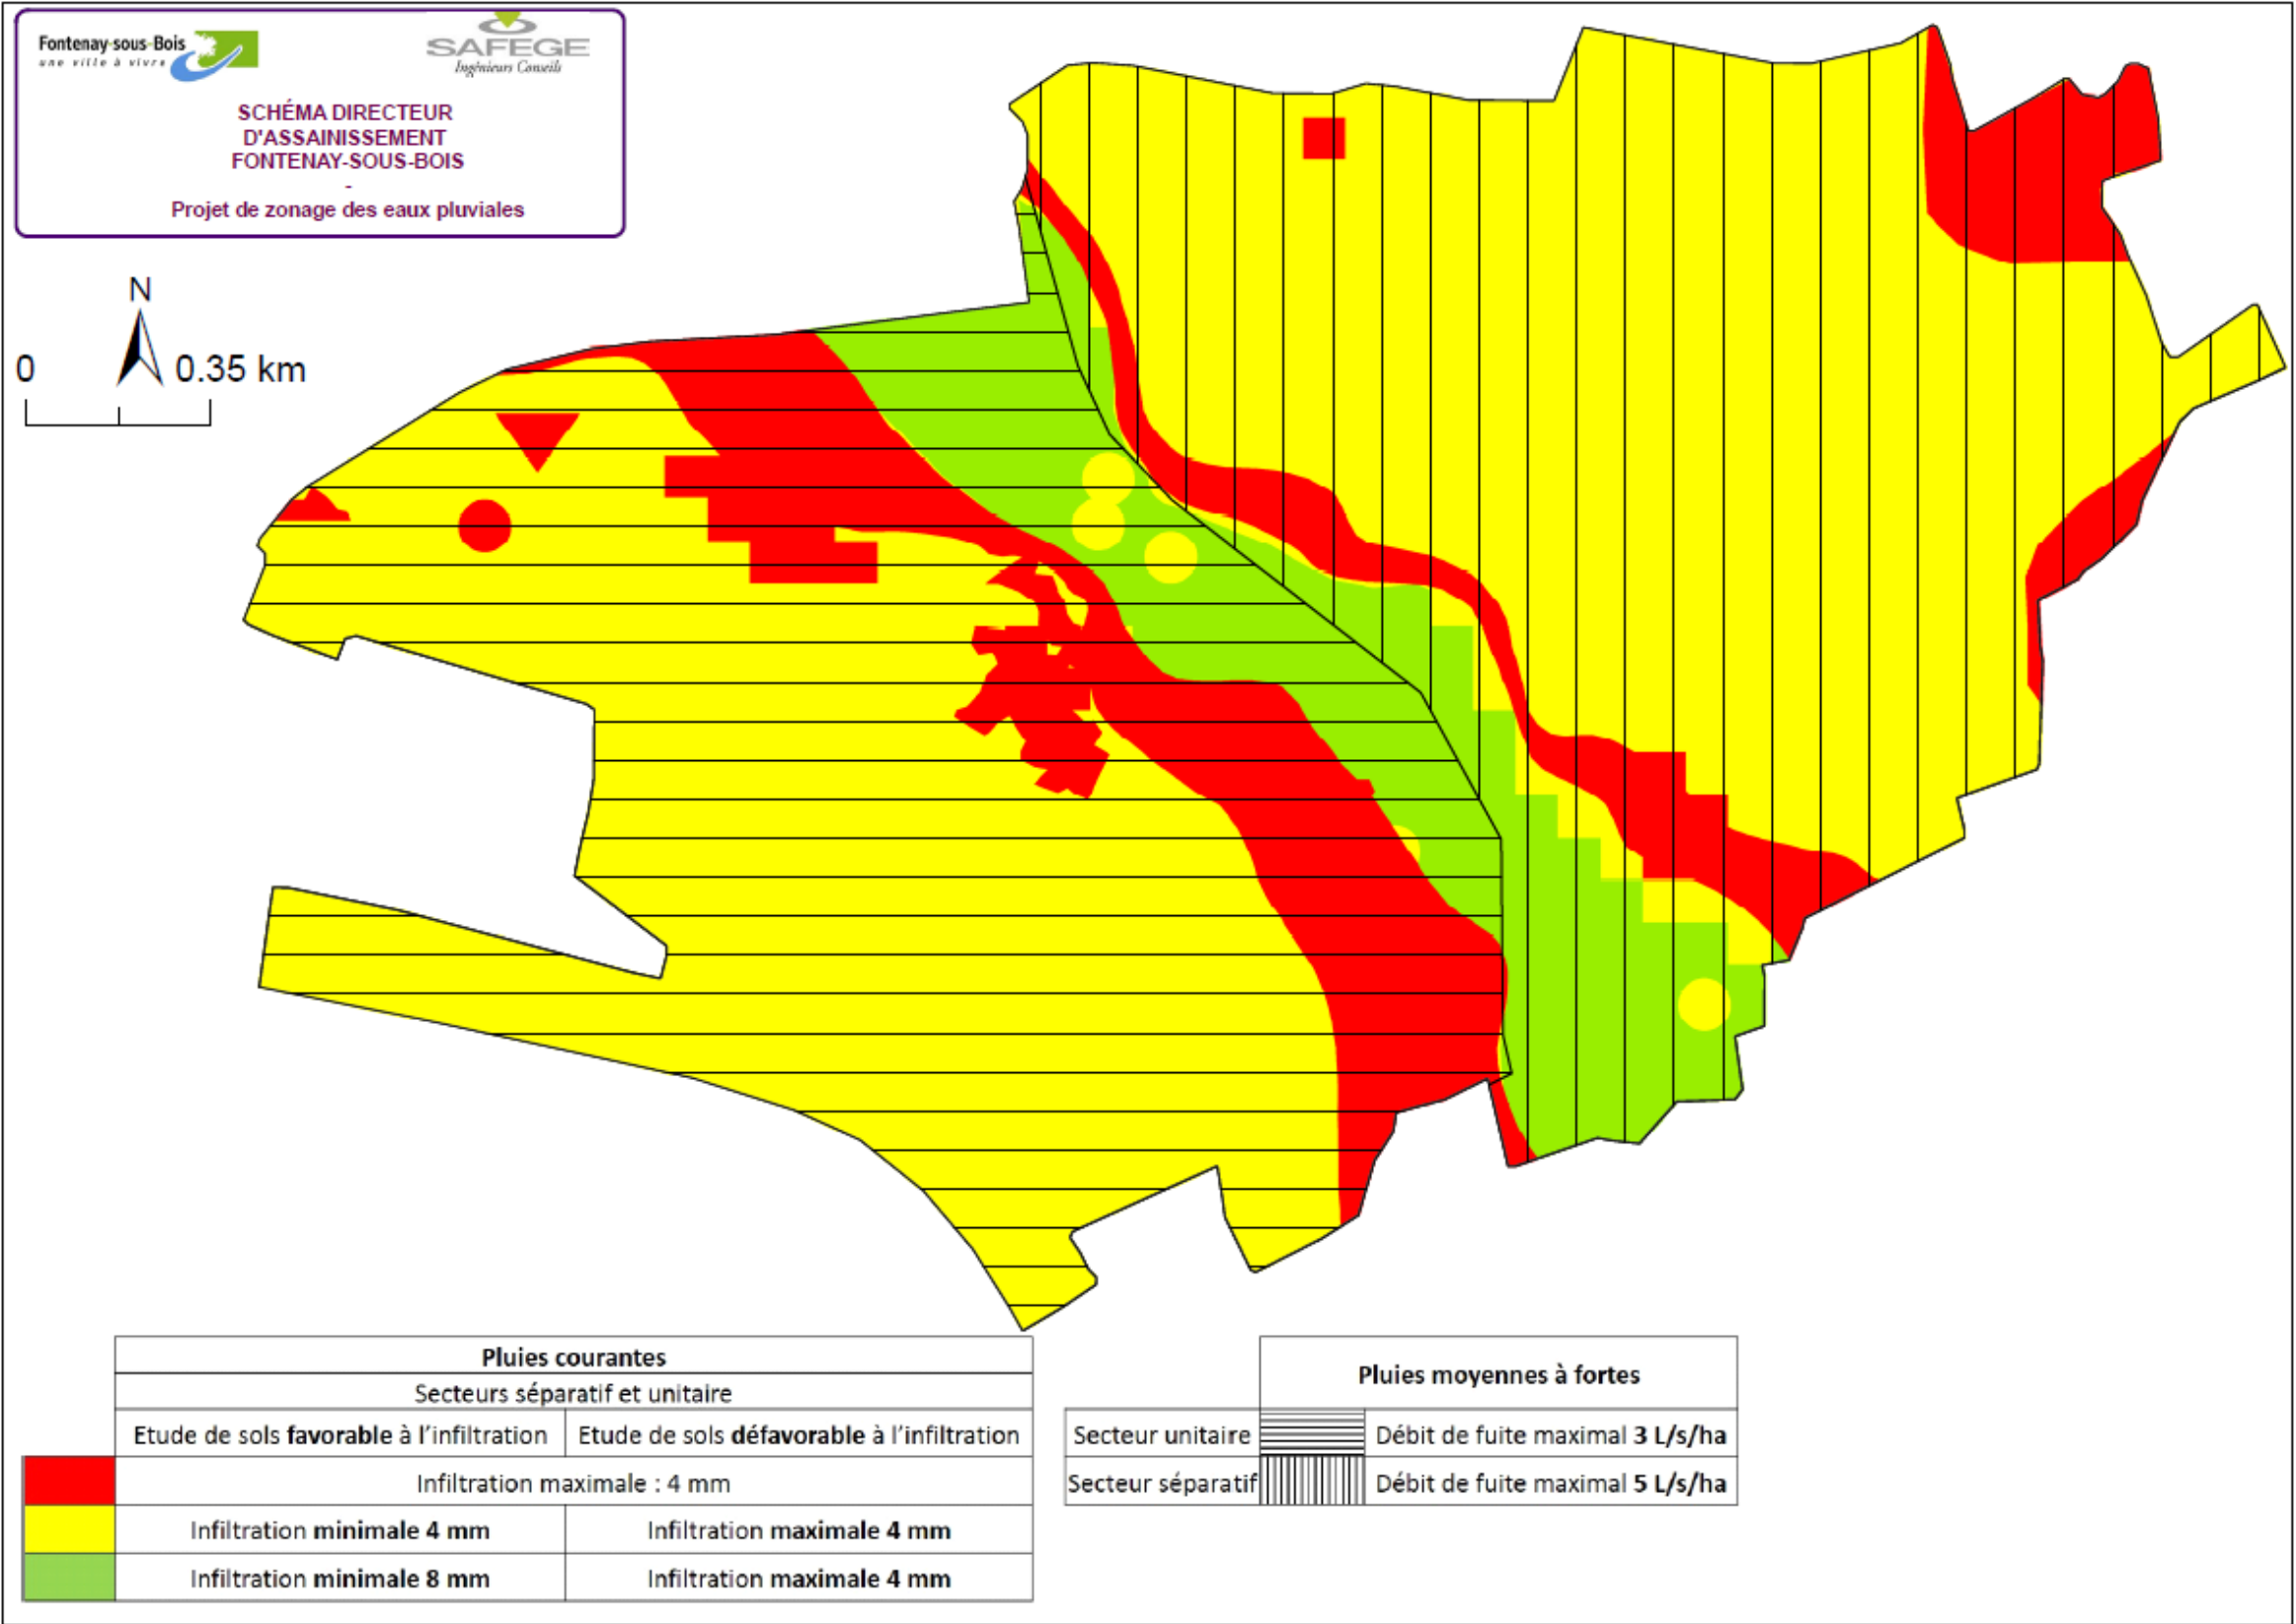 Fontenay-sous-Bois
une ville à vivre
SAFEGE
Ingénieurs Conseils
SCHÉMA DIRECTEUR
D'ASSAINISSEMENT
FONTENAY-SOUS-BOIS
-
Projet de zonage des eaux pluviales
N
0
0.35 km
Pluies courantes
Secteurs séparatif et unitaire
Etude de sols favorable à l'infiltration
Etude de sols défavorable à l'infiltration
Infiltration maximale : 4 mm
Infiltration minimale 4 mm
Infiltration maximale 4 mm
Infiltration minimale 8 mm
Infiltration maximale 4 mm
Pluies moyennes à fortes
Secteur unitaire
Débit de fuite maximal 3 L/s/ha
Secteur séparatif
Débit de fuite maximal 5 L/s/ha